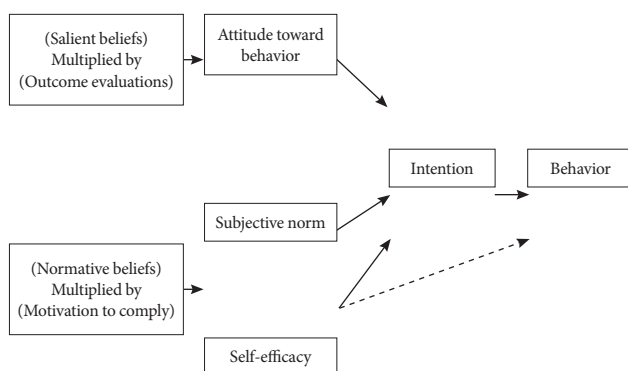 (Salient beliefs)
Multiplied by
(Outcome evaluations)
Attitude toward
behavior
Intention
Behavior
Subjective norm
(Normative beliefs)
Multiplied by
(Motivation to comply)
Self-efficacy